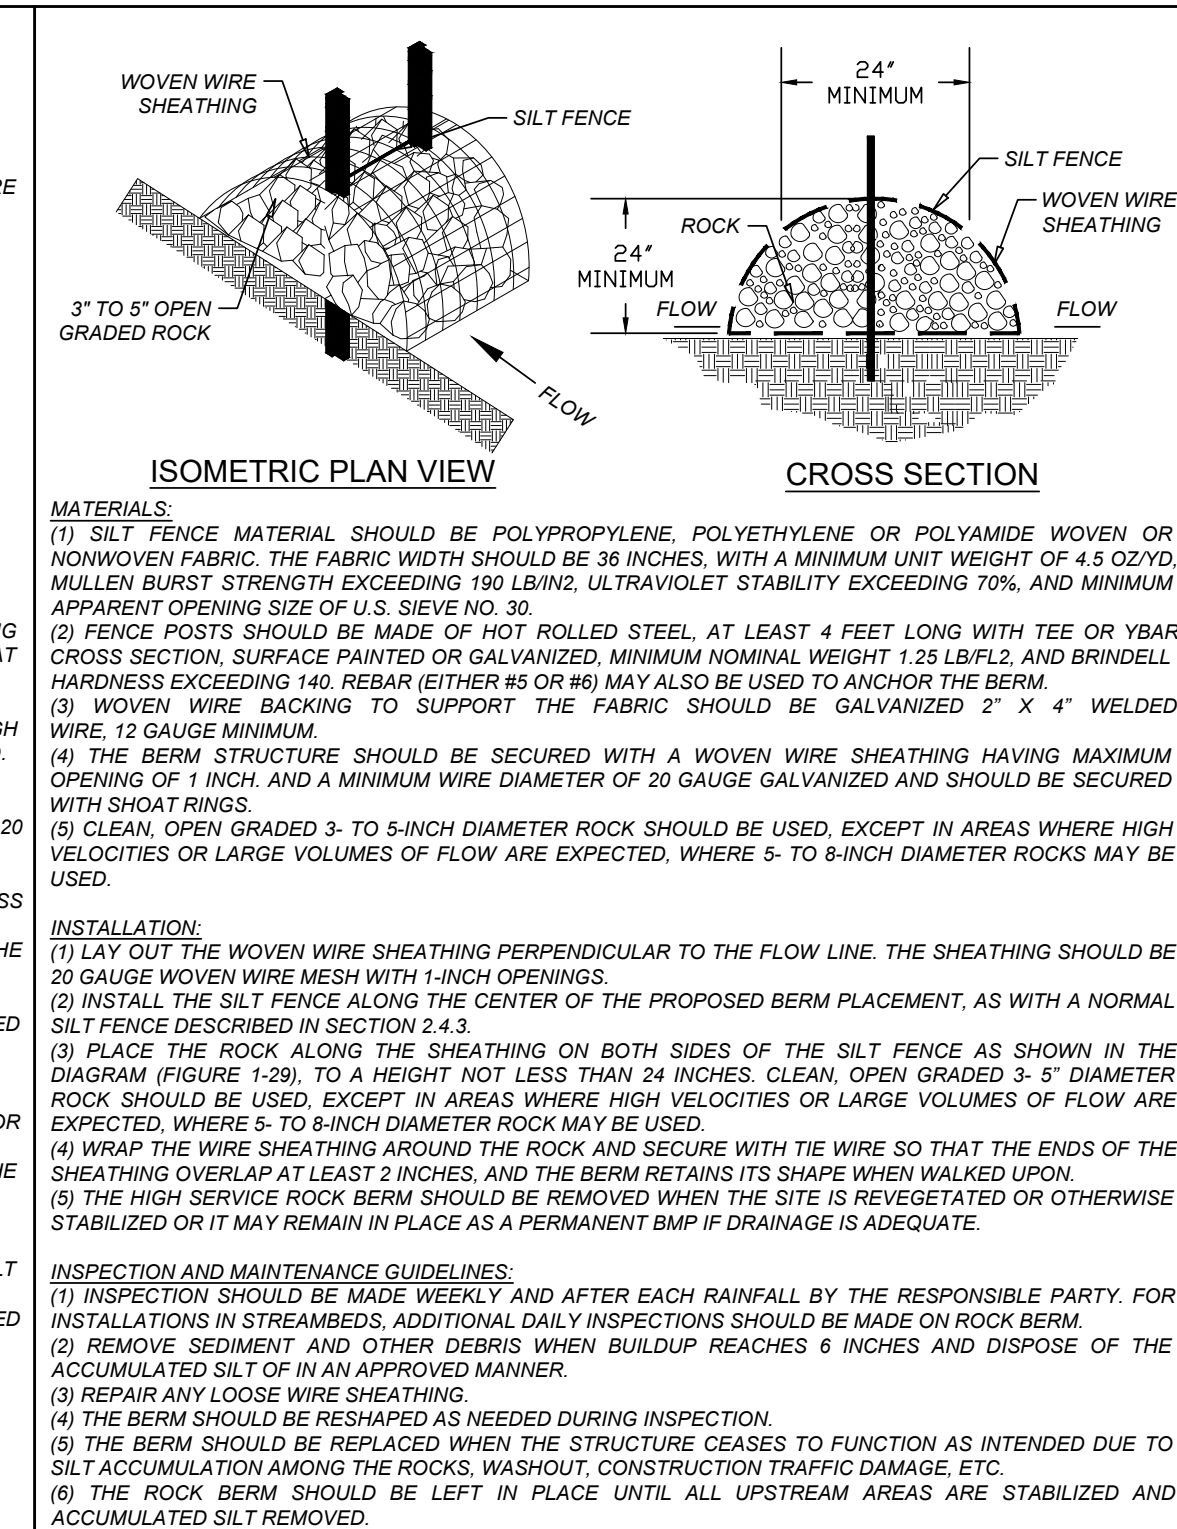 WOVEN WIRE
SHEATHING
SILT FENCE
3" TO 5" OPEN
GRADED ROCK
FLOW
ISOMETRIC PLAN VIEW
24"
MINIMUM
SILT FENCE
WOVEN WIRE
SHEATHING
ROCK
24"
MINIMUM
FLOW
FLOW
CROSS SECTION
MATERIALS:
(1) SILT FENCE MATERIAL SHOULD BE POLYPROPYLENE, POLYETHYLENE OR POLYAMIDE WOVEN OR
NONWOVEN FABRIC. THE FABRIC WIDTH SHOULD BE 36 INCHES, WITH A MINIMUM UNIT WEIGHT OF 4.5 OZ/YD,
MULLEN BURST STRENGTH EXCEEDING 190 LB/IN2, ULTRAVIOLET STABILITY EXCEEDING 70%, AND MINIMUM
APPARENT OPENING SIZE OF U.S. SIEVE NO. 30.
(2) FENCE POSTS SHOULD BE MADE OF HOT ROLLED STEEL, AT LEAST 4 FEET LONG WITH TEE OR YBAR
CROSS SECTION, SURFACE PAINTED OR GALVANIZED, MINIMUM NOMINAL WEIGHT 1.25 LB/FL2, AND BRINDELL
HARDNESS EXCEEDING 140. REBAR (EITHER #5 OR #6) MAY ALSO BE USED TO ANCHOR THE BERM.
(3) WOVEN WIRE BACKING TO SUPPORT THE FABRIC SHOULD BE GALVANIZED 2” X 4” WELDED
WIRE, 12 GAUGE MINIMUM.
(4) THE BERM STRUCTURE SHOULD BE SECURED WITH A WOVEN WIRE SHEATHING HAVING MAXIMUM
OPENING OF 1 INCH. AND A MINIMUM WIRE DIAMETER OF 20 GAUGE GALVANIZED AND SHOULD BE SECURED
WITH SHOAT RINGS.
(5) CLEAN, OPEN GRADED 3- TO 5-INCH DIAMETER ROCK SHOULD BE USED, EXCEPT IN AREAS WHERE HIGH
VELOCITIES OR LARGE VOLUMES OF FLOW ARE EXPECTED, WHERE 5- TO 8-INCH DIAMETER ROCKS MAY BE
USED.
INSTALLATION:
(1) LAY OUT THE WOVEN WIRE SHEATHING PERPENDICULAR TO THE FLOW LINE. THE SHEATHING SHOULD BE
20 GAUGE WOVEN WIRE MESH WITH 1-INCH OPENINGS.
(2) INSTALL THE SILT FENCE ALONG THE CENTER OF THE PROPOSED BERM PLACEMENT, AS WITH A NORMAL
SILT FENCE DESCRIBED IN SECTION 2.4.3.
(3) PLACE THE ROCK ALONG THE SHEATHING ON BOTH SIDES OF THE SILT FENCE AS SHOWN IN THE
DIAGRAM (FIGURE 1-29), TO A HEIGHT NOT LESS THAN 24 INCHES. CLEAN, OPEN GRADED 3- 5” DIAMETER
ROCK SHOULD BE USED, EXCEPT IN AREAS WHERE HIGH VELOCITIES OR LARGE VOLUMES OF FLOW ARE
EXPECTED, WHERE 5- TO 8-INCH DIAMETER ROCK MAY BE USED.
(4) WRAP THE WIRE SHEATHING AROUND THE ROCK AND SECURE WITH TIE WIRE SO THAT THE ENDS OF THE
SHEATHING OVERLAP AT LEAST 2 INCHES, AND THE BERM RETAINS ITS SHAPE WHEN WALKED UPON.
(5) THE HIGH SERVICE ROCK BERM SHOULD BE REMOVED WHEN THE SITE IS REVEGETATED OR OTHERWISE
STABILIZED OR IT MAY REMAIN IN PLACE AS A PERMANENT BMP IF DRAINAGE IS ADEQUATE.
INSPECTION AND MAINTENANCE GUIDELINES:
(1) INSPECTION SHOULD BE MADE WEEKLY AND AFTER EACH RAINFALL BY THE RESPONSIBLE PARTY. FOR
INSTALLATIONS IN STREAMBEDS, ADDITIONAL DAILY INSPECTIONS SHOULD BE MADE ON ROCK BERM.
(2) REMOVE SEDIMENT AND OTHER DEBRIS WHEN BUILDUP REACHES 6 INCHES AND DISPOSE OF THE
ACCUMULATED SILT OF IN AN APPROVED MANNER.
(3) REPAIR ANY LOOSE WIRE SHEATHING.
(4) THE BERM SHOULD BE RESHAPED AS NEEDED DURING INSPECTION.
(5) THE BERM SHOULD BE REPLACED WHEN THE STRUCTURE CEASES TO FUNCTION AS INTENDED DUE TO
SILT ACCUMULATION AMONG THE ROCKS, WASHOUT, CONSTRUCTION TRAFFIC DAMAGE, ETC.
(6) THE ROCK BERM SHOULD BE LEFT IN PLACE UNTIL ALL UPSTREAM AREAS ARE STABILIZED AND
ACCUMULATED SILT REMOVED.